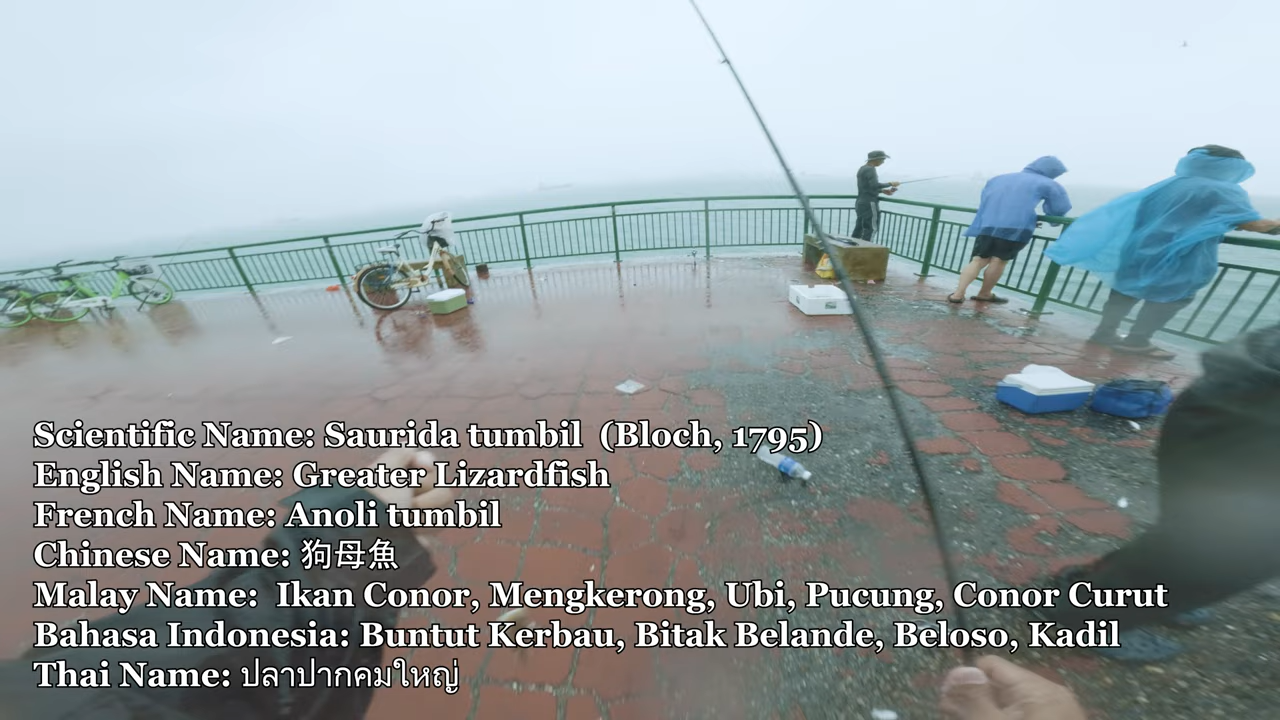 Scientific Name: Saurida tumbil (Bloch, 1795)
English Name: Greater Lizardfish
French Name: Anoli tumbil
Chinese Name: 狗母魚
Malay Name: Ikan Conor, Mengkerong, Ubi, Pucung, Conor Curut
Bahasa Indonesia: Buntut Kerbau, Bitak Belande, Beloso, Kadil
Thai Name: ปลาปากคมใหญ่